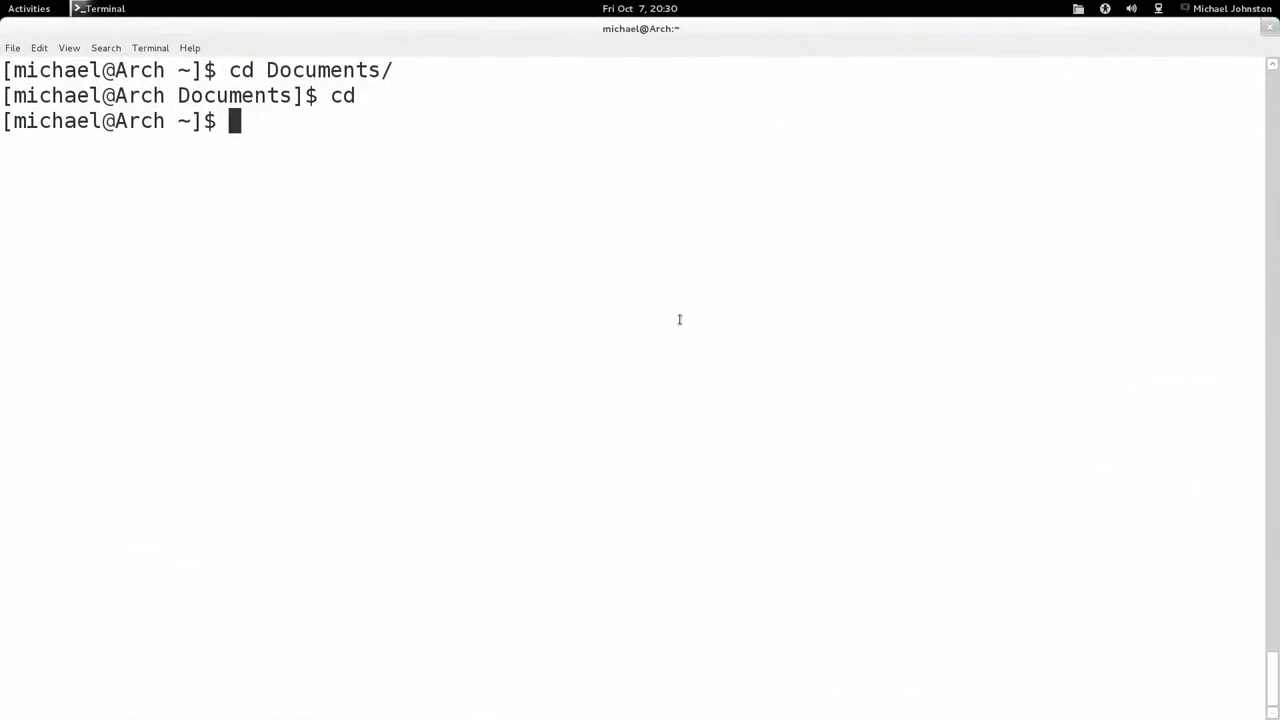 Activities >_Terminal Fri Oct 7, 20:30 Michael Johnston
michael@Arch:~
File Edit View Search Terminal Help
[michael@Arch ~]$ cd Documents/
[michael@Arch Documents]$ cd
[michael@Arch ~]$